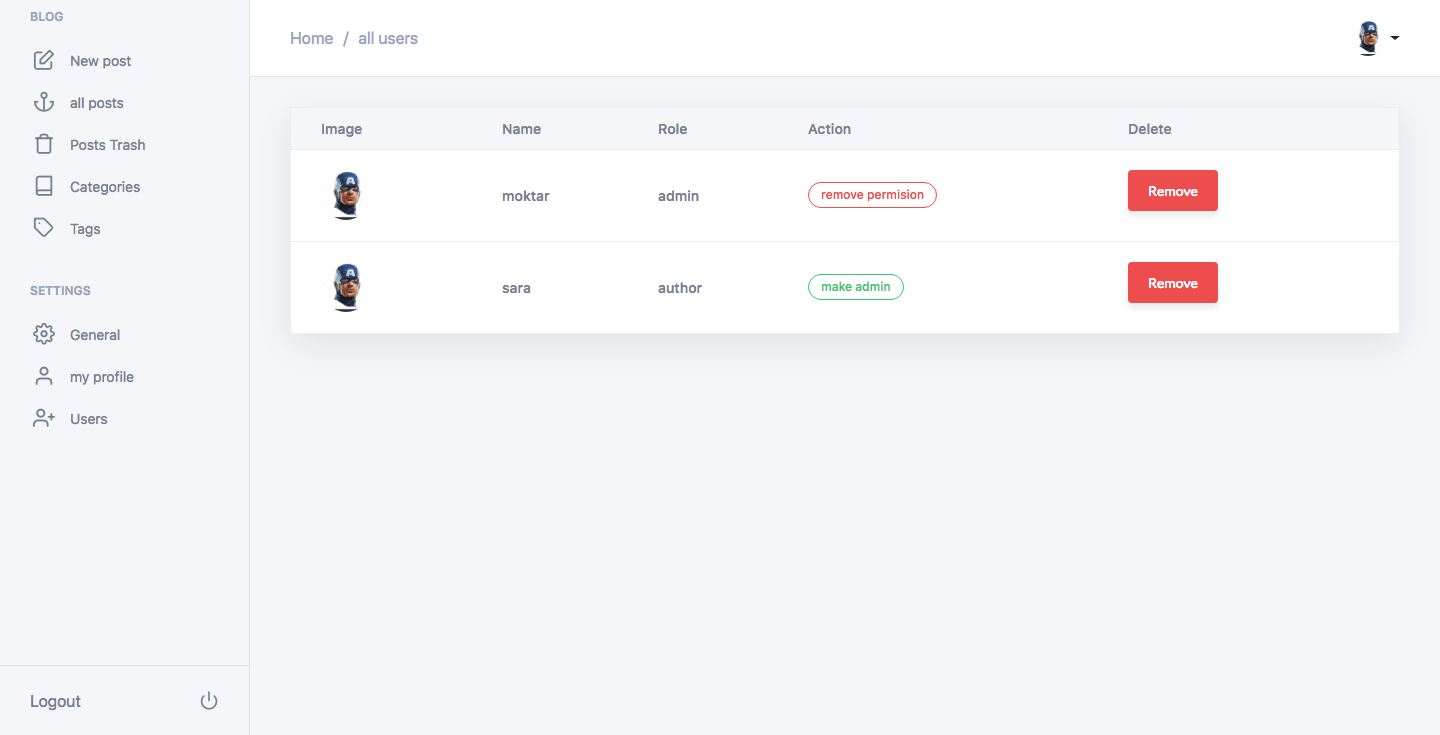 BLOG
New post
all posts
Posts Trash
Categories
Tags
SETTINGS
General
my profile
Users
Logout
Home / all users
Image Name Role Action Delete
moktar admin remove permision Remove
sara author make admin Remove